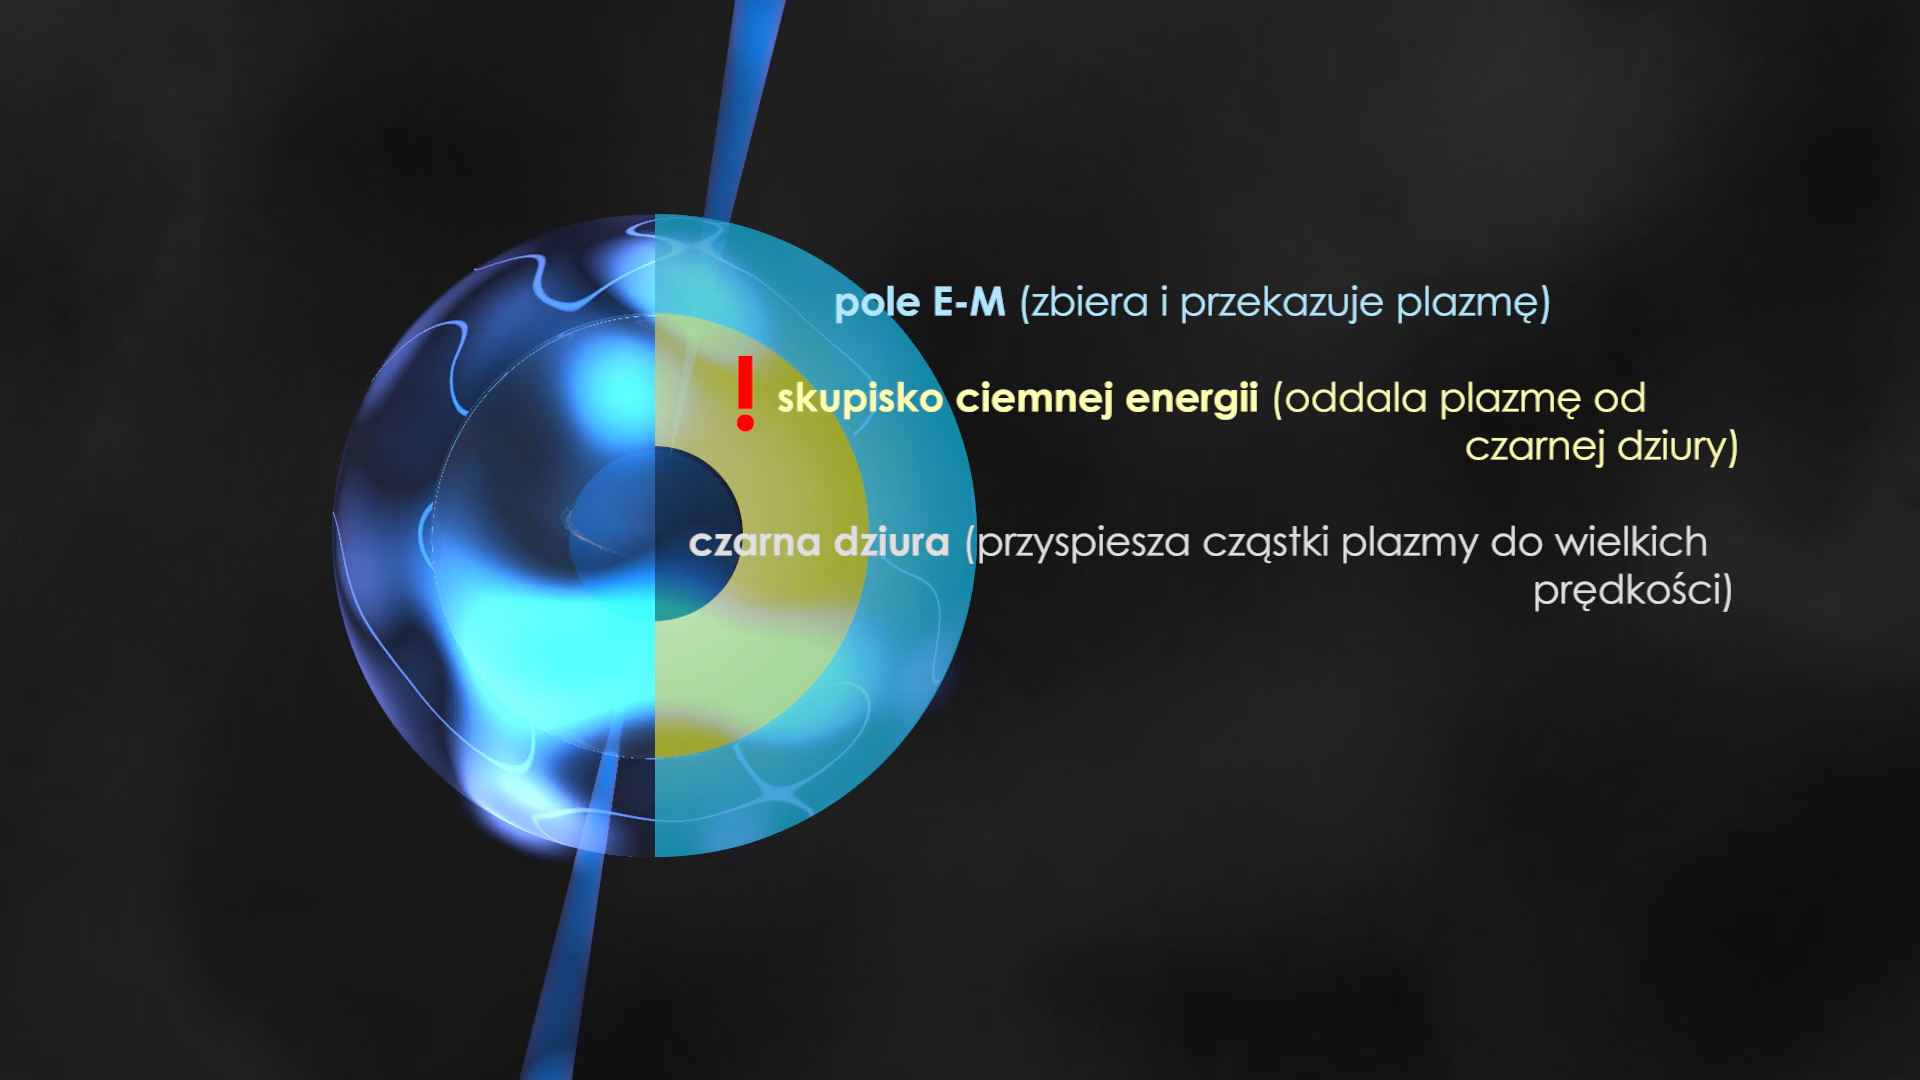 pole E-M (zbiera i przekazuje plazmę)
! skupisko ciemnej energii (oddala plazmę od
czarnej dziury)
czarna dziura (przyspiesza cząstki plazmy do wielkich
prędkości)